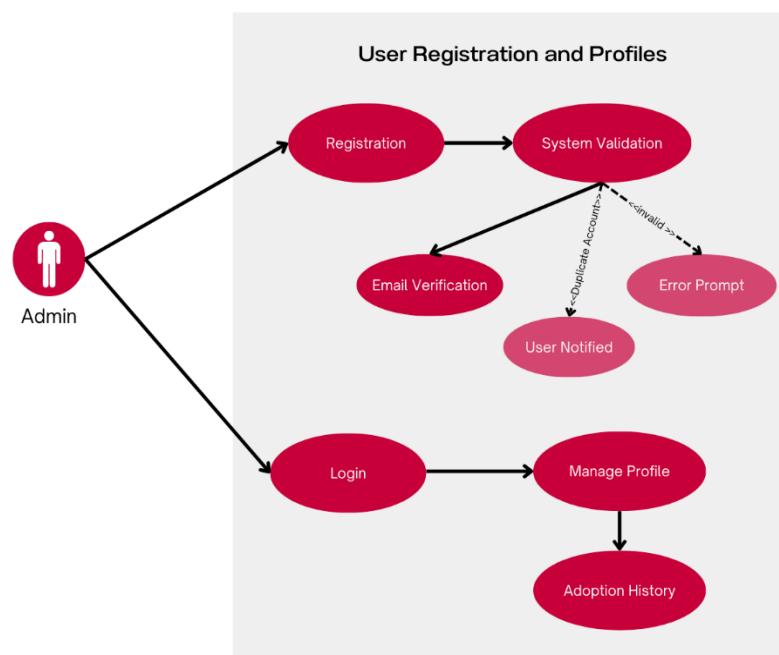 User Registration and Profiles
Registration
System Validation
<<Duplicate Account>>
<<invalid >>
Email Verification
Error Prompt
User Notified
Admin
Login
Manage Profile
Adoption History